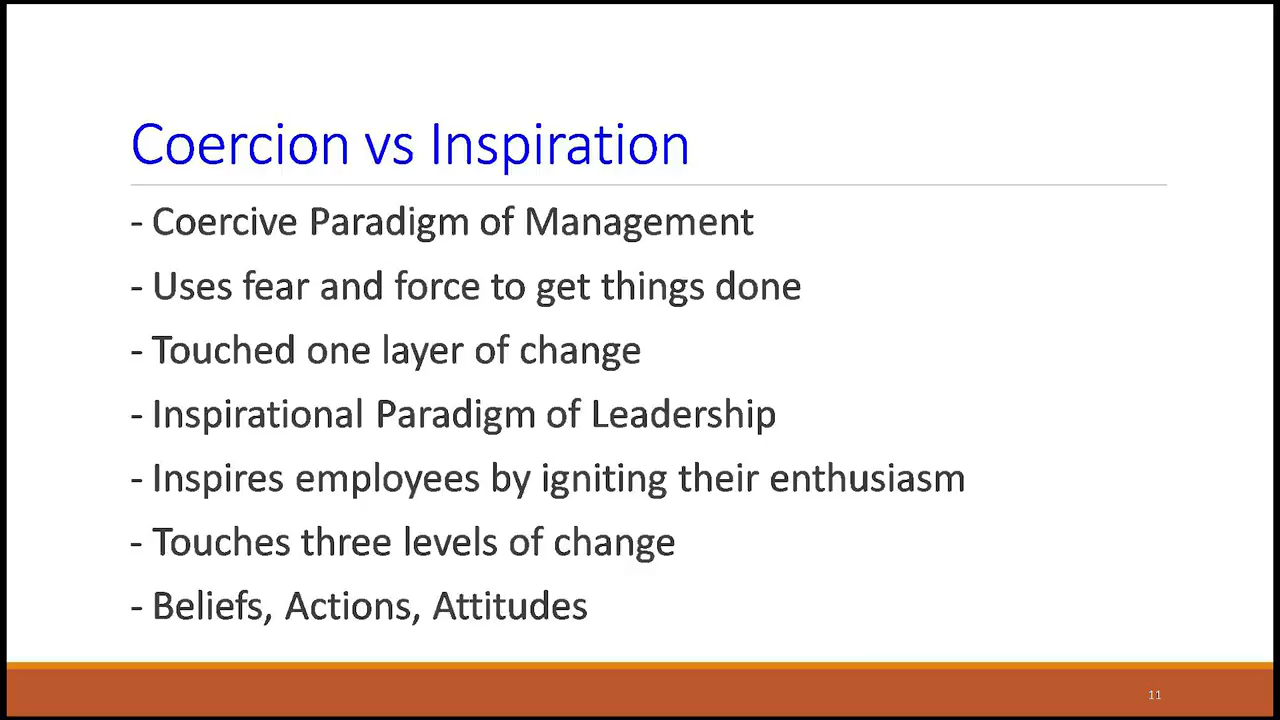 Coercion vs Inspiration
- Coercive Paradigm of Management
- Uses fear and force to get things done
- Touched one layer of change
- Inspirational Paradigm of Leadership
- Inspires employees by igniting their enthusiasm
- Touches three levels of change
- Beliefs, Actions, Attitudes
11